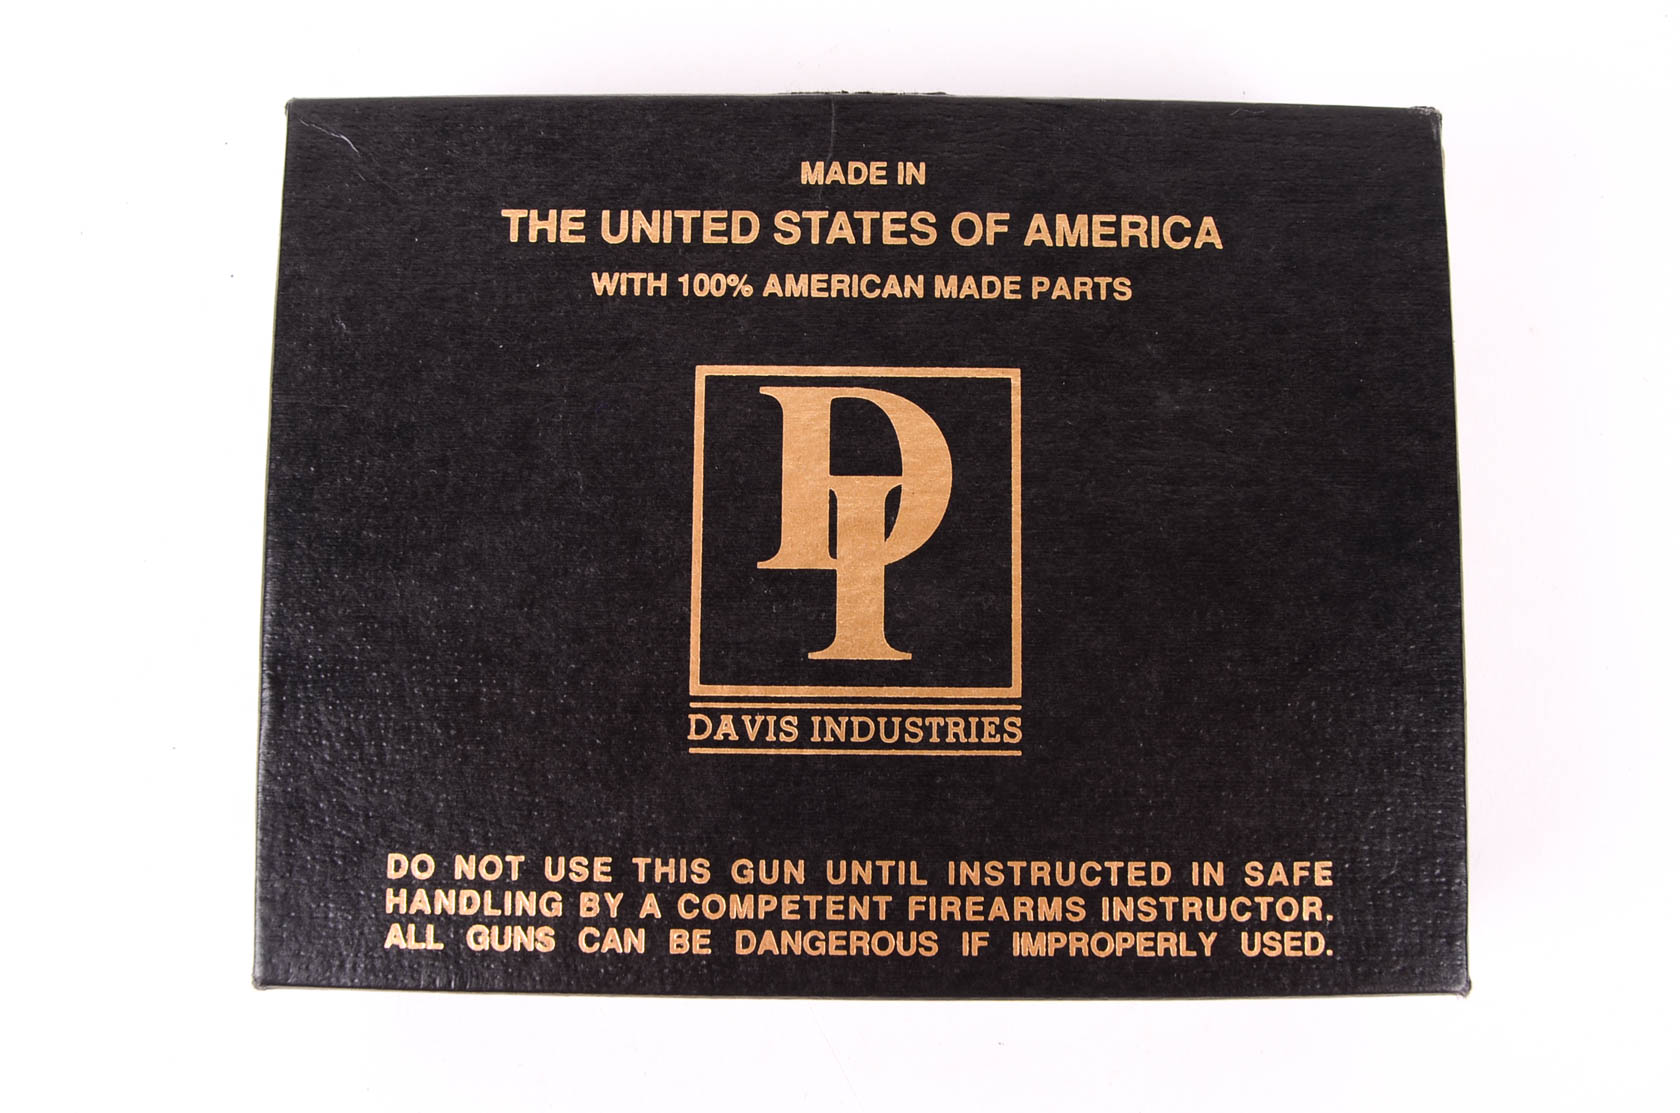 MADE IN
THE UNITED STATES OF AMERICA
WITH 100% AMERICAN MADE PARTS
DI
DAVIS INDUSTRIES
DO NOT USE THIS GUN UNTIL INSTRUCTED IN SAFE
HANDLING BY A COMPETENT FIREARMS INSTRUCTOR.
ALL GUNS CAN BE DANGEROUS IF IMPROPERLY USED.